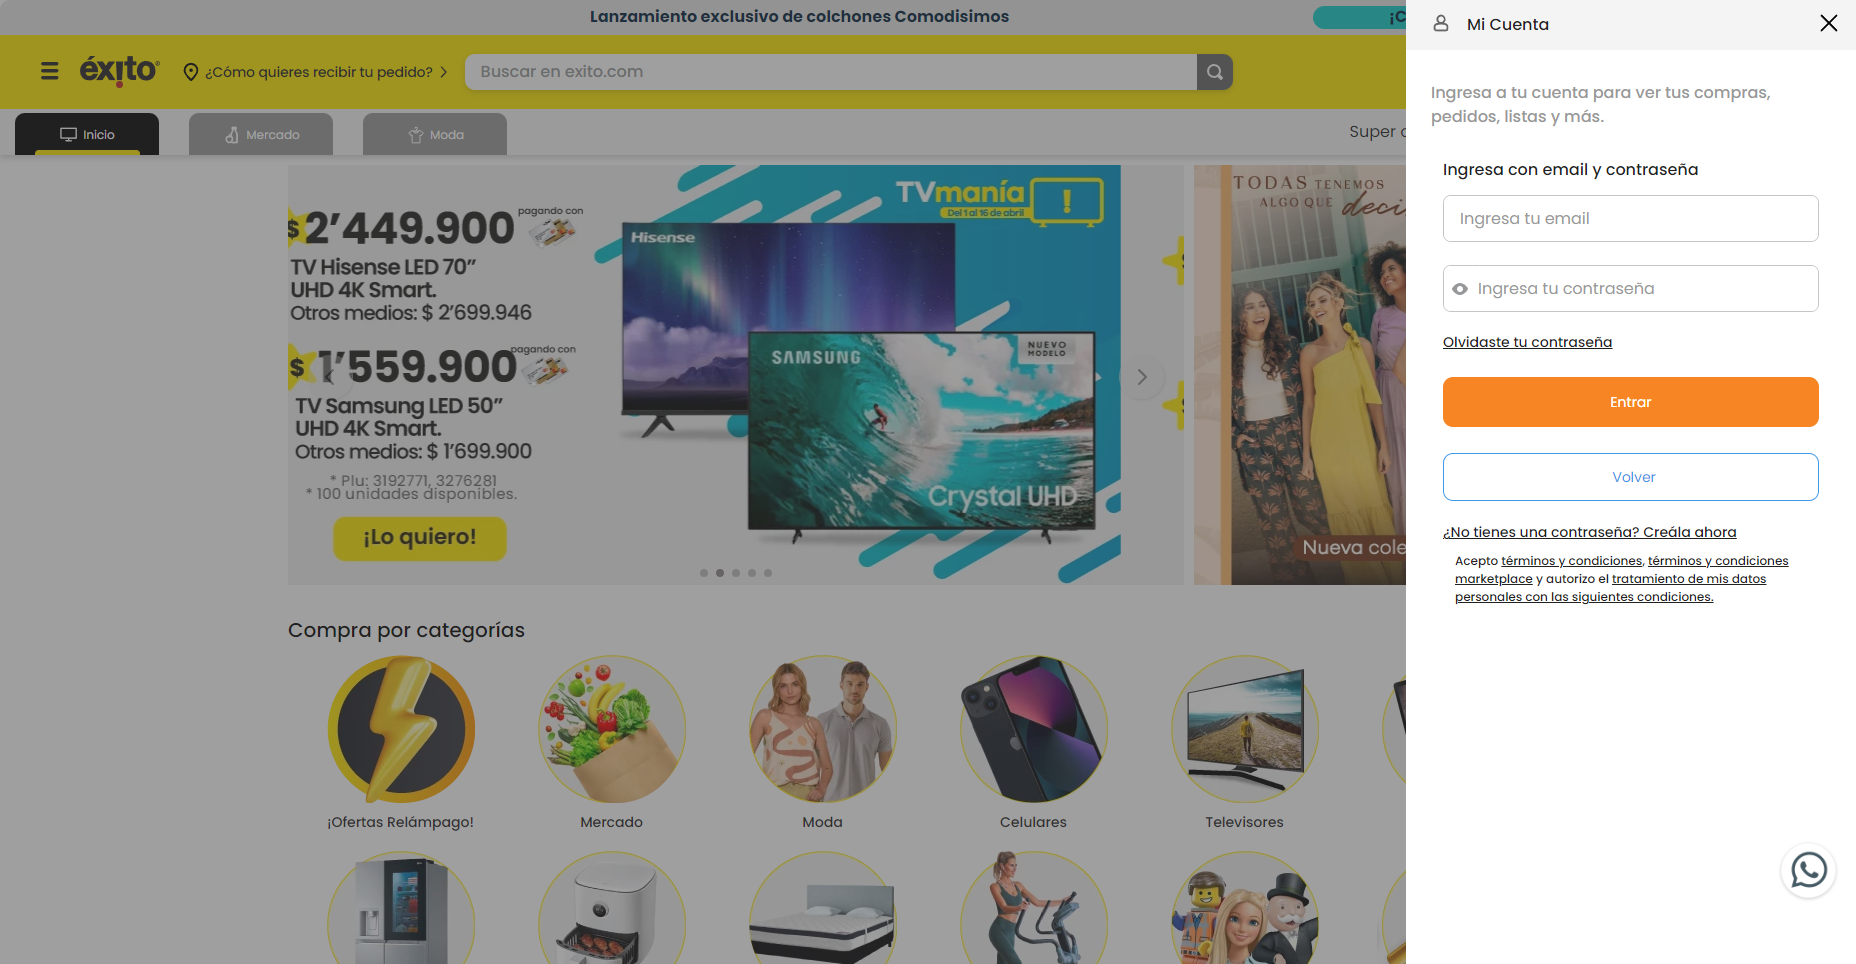 Lanzamiento exclusivo de colchones Comodisimos
éxito
¿Cómo quieres recibir tu pedido?
Buscar en exito.com
Inicio
Mercado
Moda
Super
$ 2’449.900
pagando con
TV Hisense LED 70”
UHD 4K Smart.
Otros medios: $ 2’699.946
$ 1’559.900
pagando con
TV Samsung LED 50”
UHD 4K Smart.
Otros medios: $ 1’699.900
* Plu: 3192771, 3276281
* 100 unidades disponibles.
¡Lo quiero!
TVmanía
Del 1 al 16 de abril
Hisense
SAMSUNG
NUEVO
MODELO
Crystal UHD
TODAS TENEMOS
ALGO QUE
Nueva cole
Compra por categorías
¡Ofertas Relámpago!
Mercado
Moda
Celulares
Televisores
Mi Cuenta
Ingresa a tu cuenta para ver tus compras,
pedidos, listas y más.
Ingresa con email y contraseña
Ingresa tu email
Ingresa tu contraseña
Olvidaste tu contraseña
Entrar
Volver
¿No tienes una contraseña? Creála ahora
Acepto términos y condiciones, términos y condiciones
marketplace y autorizo el tratamiento de mis datos
personales con las siguientes condiciones.